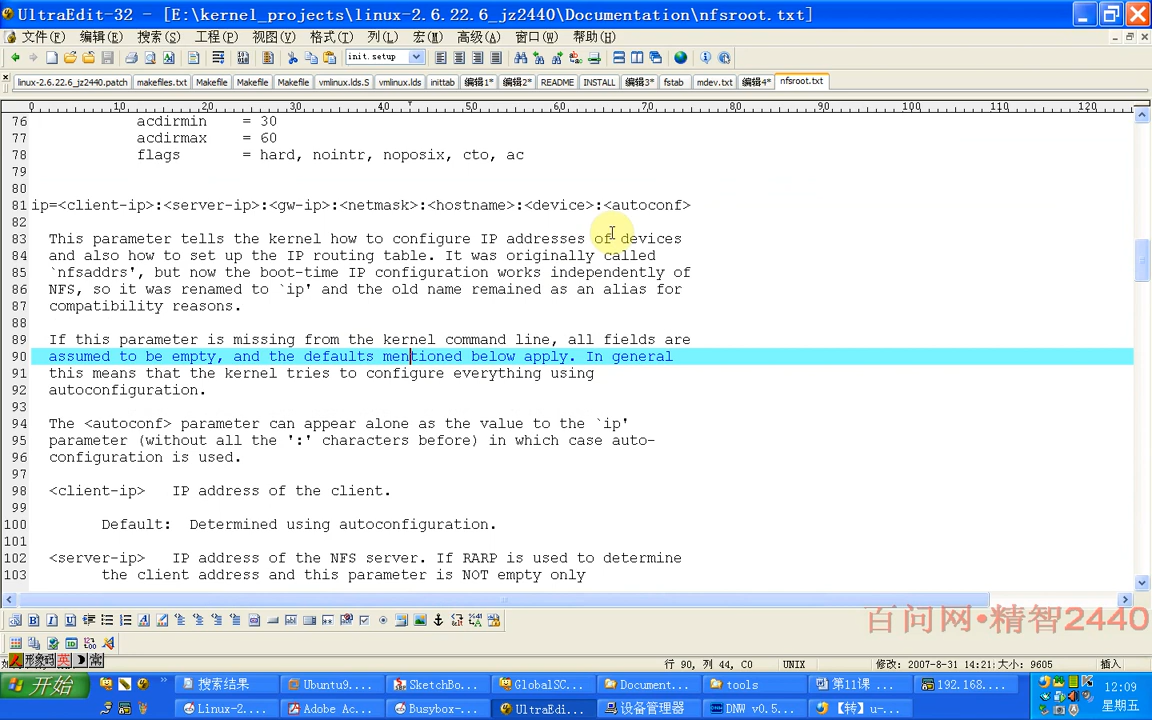 UltraEdit-32 - [E:\kernel_projects\linux-2.6.22.6_jz2440\Documentation\nfsroot.txt]
文件(F) 编辑(E) 搜索(S) 工程(P) 视图(V) 格式(T) 列(L) 宏(M) 高级(A) 窗口(W) 帮助(H)
init.setup
linux-2.6.22.6_jz2440.patch makefiles.txt Makefile Makefile Makefile vmlinux.lds.S vmlinux.lds inittab 编辑1* 编辑2* README INSTALL 编辑3* fstab mdev.txt 编辑4* nfsroot.txt
0 10 20 30 40 50 60 70 80 90 100 110 120
76 acdirmin = 30
77 acdirmax = 60
78 flags = hard, nointr, noposix, cto, ac
79
80
81 ip=<client-ip>:<server-ip>:<gw-ip>:<netmask>:<hostname>:<device>:<autoconf>
82
83 This parameter tells the kernel how to configure IP addresses of devices
84 and also how to set up the IP routing table. It was originally called
85 `nfsaddrs', but now the boot-time IP configuration works independently of
86 NFS, so it was renamed to `ip' and the old name remained as an alias for
87 compatibility reasons.
88
89 If this parameter is missing from the kernel command line, all fields are
90 assumed to be empty, and the defaults mentioned below apply. In general
91 this means that the kernel tries to configure everything using
92 autoconfiguration.
93
94 The <autoconf> parameter can appear alone as the value to the `ip'
95 parameter (without all the ':' characters before) in which case auto-
96 configuration is used.
97
98 <client-ip> IP address of the client.
99
100 Default: Determined using autoconfiguration.
101
102 <server-ip> IP address of the NFS server. If RARP is used to determine
103 the client address and this parameter is NOT empty only
百问网•精智2440
行 90, 列 44, C0 UNIX 修改: 2007-8-31 14:21: 大小: 9605 插入
开始 搜索结果 Ubuntu9.... SketchBo... GlobalSC... Document... tools 第11课 ... 192.168.... 12:09
Linux-2.... Adobe Ac... Busybox-... UltraEdi... 设备管理器 DNW v0.5... 【转】u-... 星期五